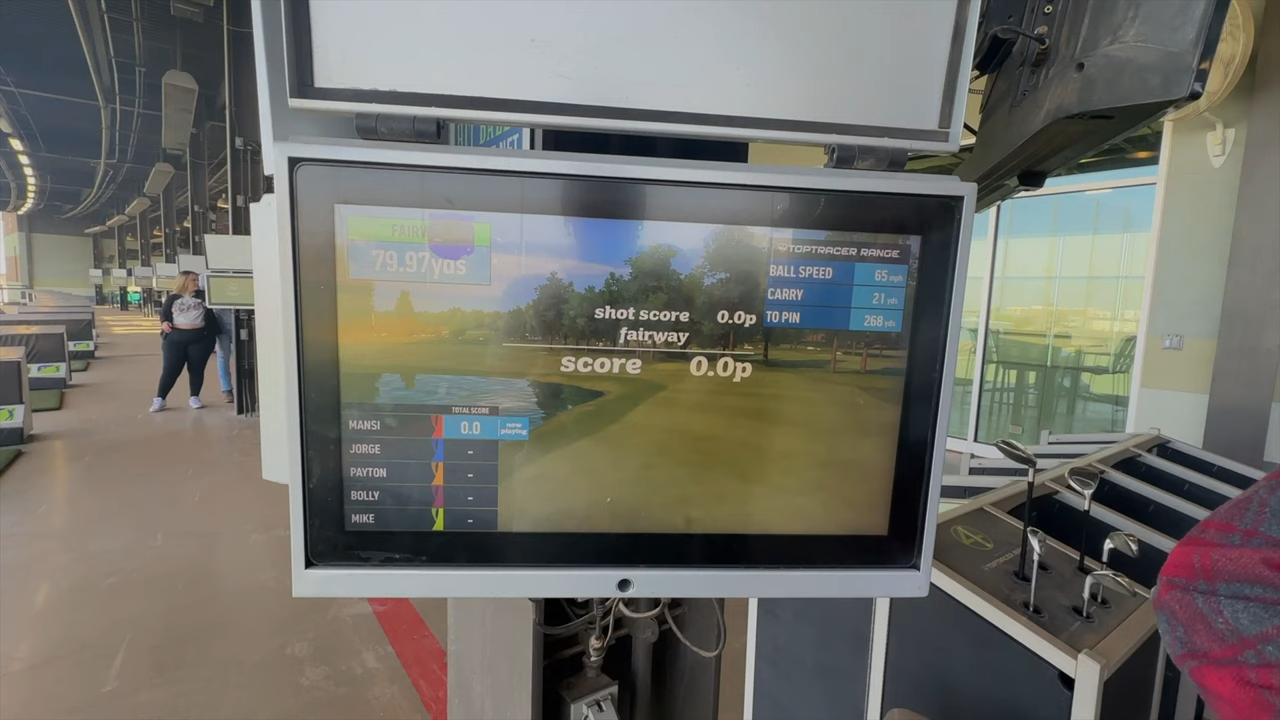 FAIRW
79.97yds
TOPTRACER RANGE
BALL SPEED 65 mph
CARRY 21 yds
TO PIN 268 yds
shot score 0.0p
fairway
score 0.0p
TOTAL SCORE
MANSI 0.0 now playing
JORGE -
PAYTON -
BOLLY -
MIKE -